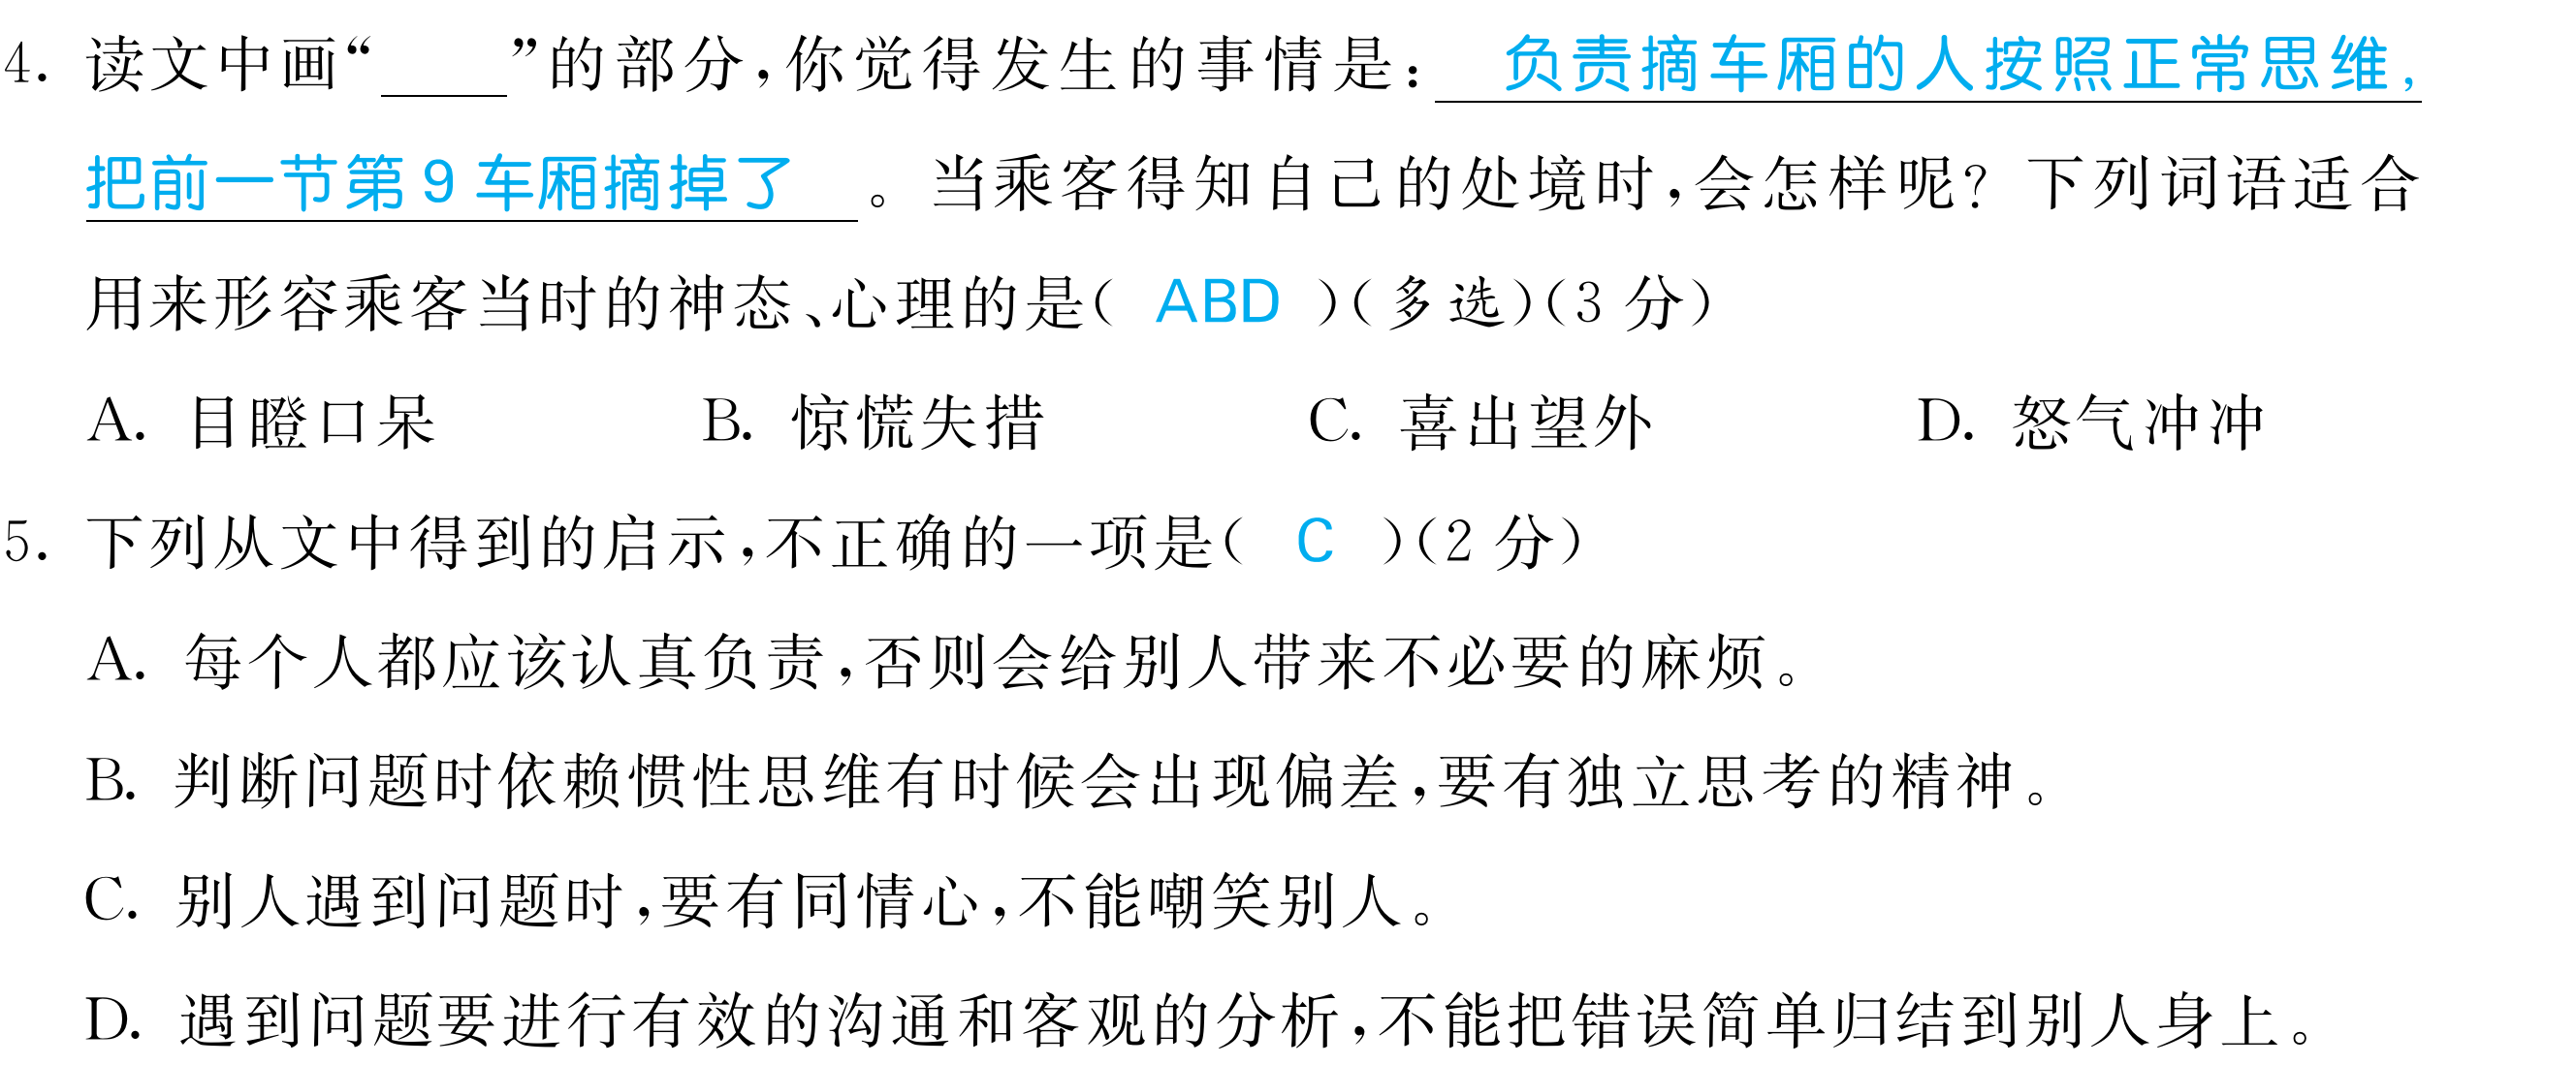 4. 读文中画“____”的部分,你觉得发生的事情是: 负责摘车厢的人按照正常思维,
把前一节第 9 车厢摘掉了 。当乘客得知自己的处境时,会怎样呢? 下列词语适合
用来形容乘客当时的神态、心理的是( ABD )(多选)(3 分)
A. 目瞪口呆 B. 惊慌失措 C. 喜出望外 D. 怒气冲冲
5. 下列从文中得到的启示,不正确的一项是( C )(2 分)
A. 每个人都应该认真负责,否则会给别人带来不必要的麻烦。
B. 判断问题时依赖惯性思维有时候会出现偏差,要有独立思考的精神。
C. 别人遇到问题时,要有同情心,不能嘲笑别人。
D. 遇到问题要进行有效的沟通和客观的分析,不能把错误简单归结到别人身上。